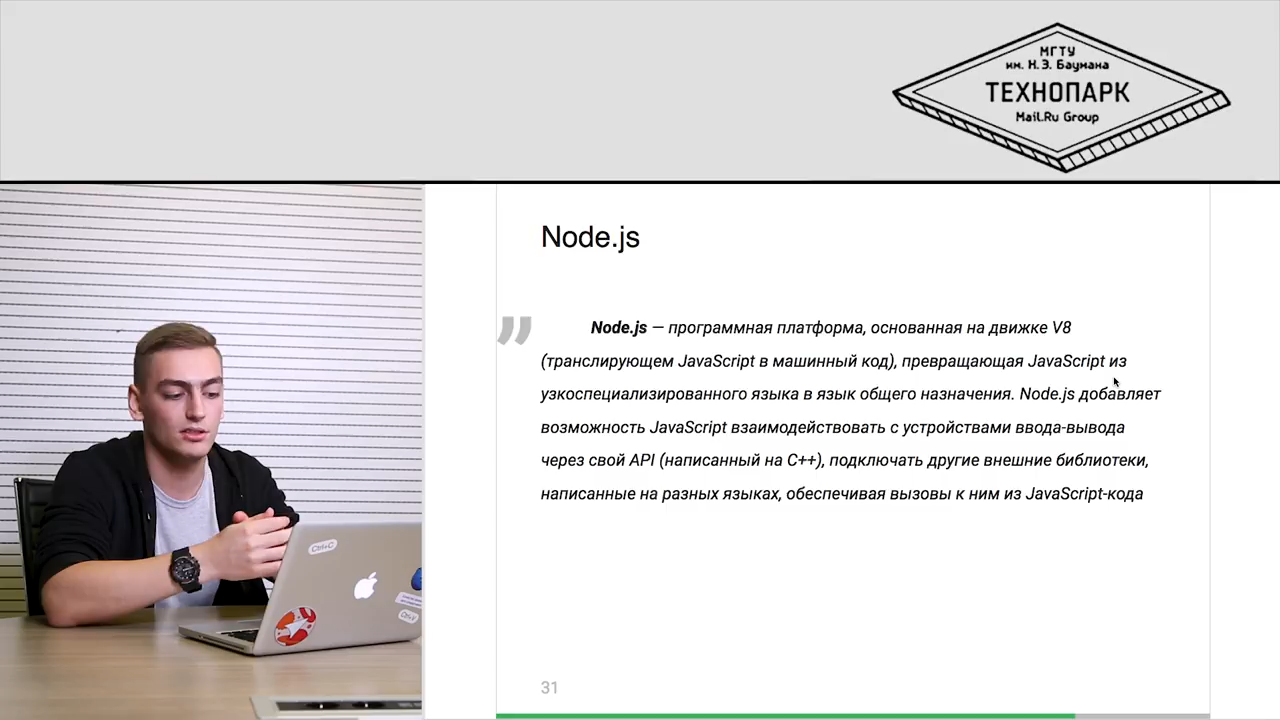 МГТУ
им. Н.Э. Баумана
ТЕХНОПАРК
Mail.Ru Group
Node.js
” Node.js — программная платформа, основанная на движке V8
(транслирующем JavaScript в машинный код), превращающая JavaScript из
узкоспециализированного языка в язык общего назначения. Node.js добавляет
возможность JavaScript взаимодействовать с устройствами ввода-вывода
через свой API (написанный на C++), подключать другие внешние библиотеки,
написанные на разных языках, обеспечивая вызовы к ним из JavaScript-кода
31
Ctrl+C
Ctrl+V